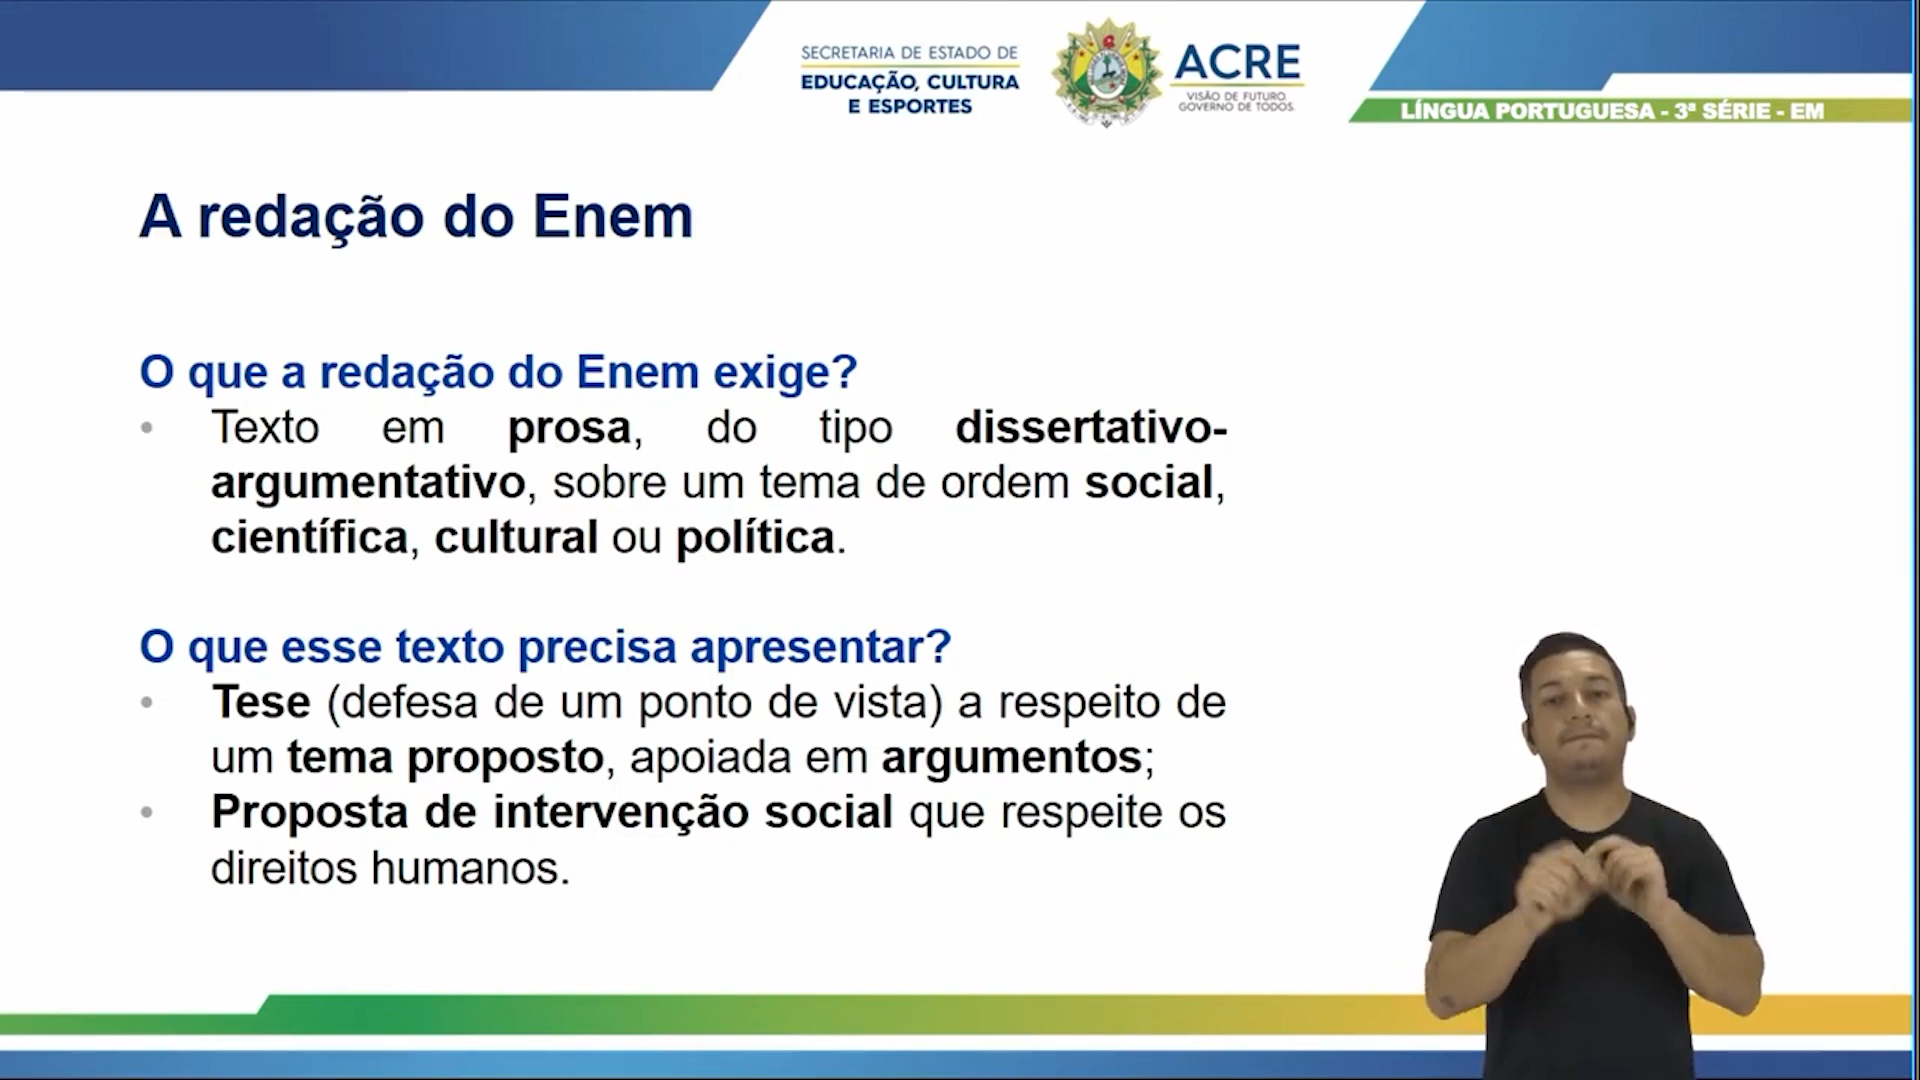 SECRETARIA DE ESTADO DE
EDUCAÇÃO, CULTURA
E ESPORTES
ACRE
VISÃO DE FUTURO.
GOVERNO DE TODOS.
LÍNGUA PORTUGUESA - 3ª SÉRIE - EM
A redação do Enem
O que a redação do Enem exige?
• Texto em prosa, do tipo dissertativo-
argumentativo, sobre um tema de ordem social,
científica, cultural ou política.
O que esse texto precisa apresentar?
• Tese (defesa de um ponto de vista) a respeito de
um tema proposto, apoiada em argumentos;
• Proposta de intervenção social que respeite os
direitos humanos.